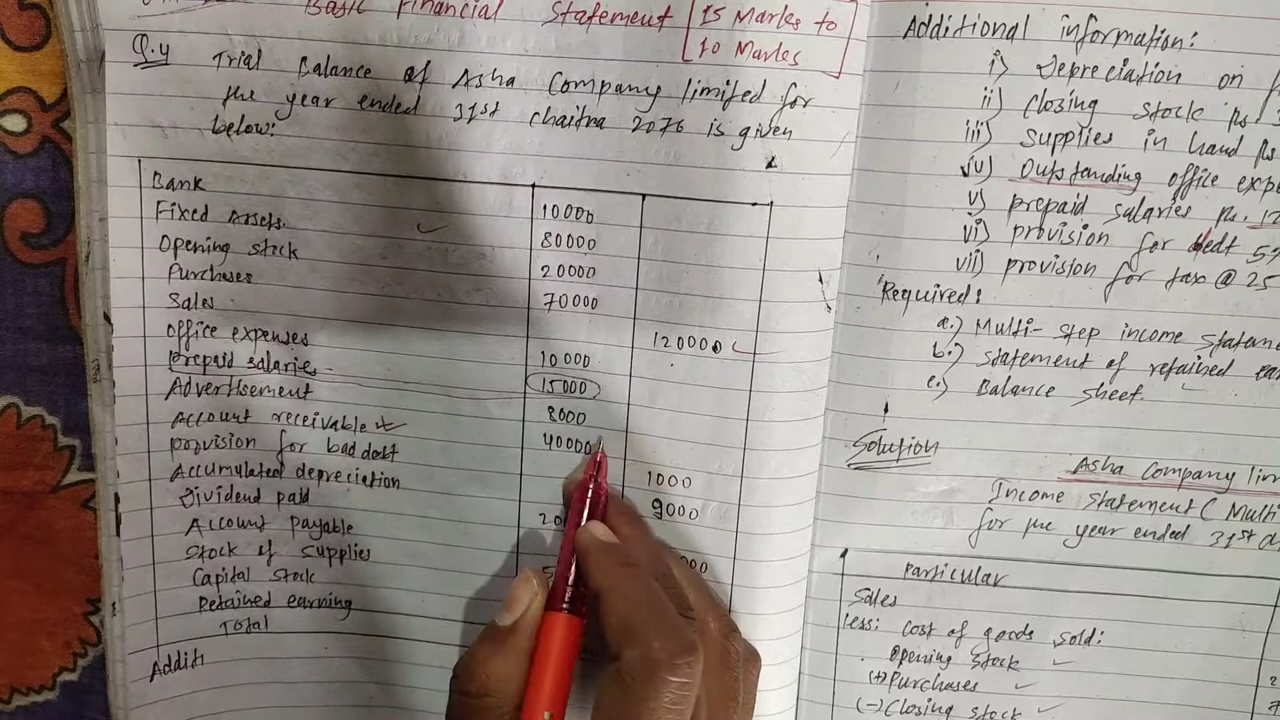 Basic Financial Statement [15 Marks to
10 Marks]
Q.4 Trial Balance of Asha Company limited for
the year ended 31st chaitra 2076 is given
below:
Bank 10000
Fixed Assets. 80000
Opening stock 20000
Purchases 70000
Sales 120000
office expenses 10000
prepaid salaries 15000
Advertisement 8000
Account receivable 40000
provision for bad debt 1000
Accumulated depreciation 9000
Dividend paid
Account payable
Stock of supplies
Capital stock
Retained earning
Total
Additi
Additional information:
i) Depreciation on
ii) closing stock Rs
iii) supplies in hand Rs
iv) Outstanding office
v) prepaid salaries Rs.
vi) provision for debt
vii) provision for tax @ 25
Required:
a.) Multi-step income
b.) statement of retained
c.) Balance sheet.
Solution
Asha Company
Income statement (Multi
for the year ended 31st
Particular
Sales
less: cost of goods sold:
Opening stock
(+) Purchases
(-) Closing stock